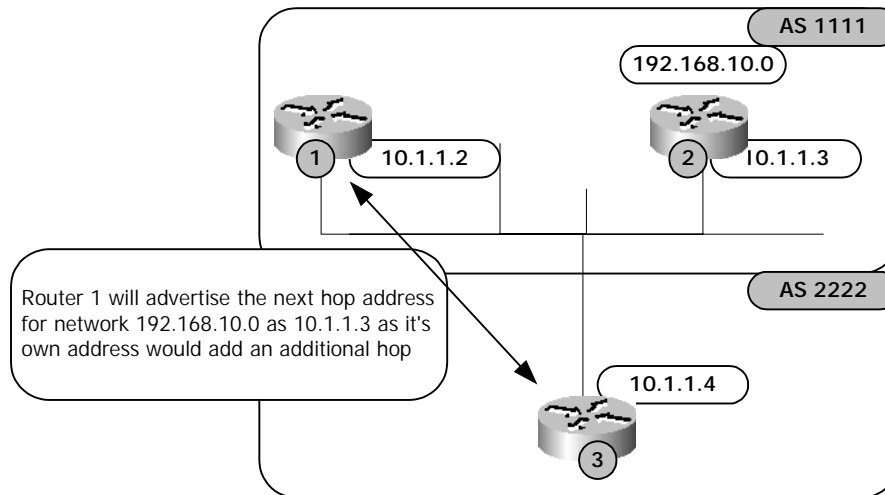 AS 1111
192.168.10.0
1
10.1.1.2
2
10.1.1.3
Router 1 will advertise the next hop address
for network 192.168.10.0 as 10.1.1.3 as it's
own address would add an additional hop
AS 2222
10.1.1.4
3